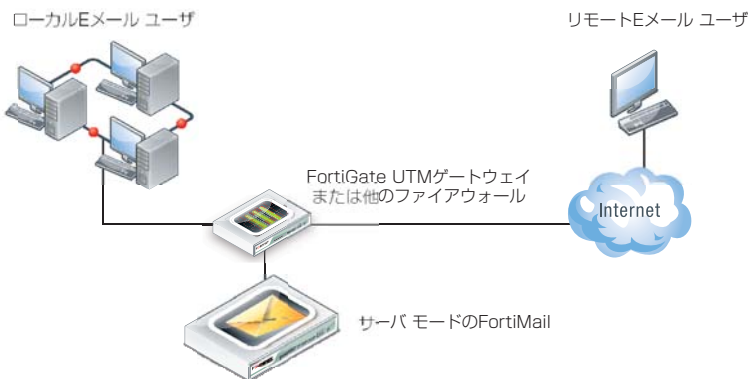 ローカルEメール ユーザ
リモートEメール ユーザ
FortiGate UTMゲートウェイ
または他のファイアウォール
Internet
サーバ モードのFortiMail